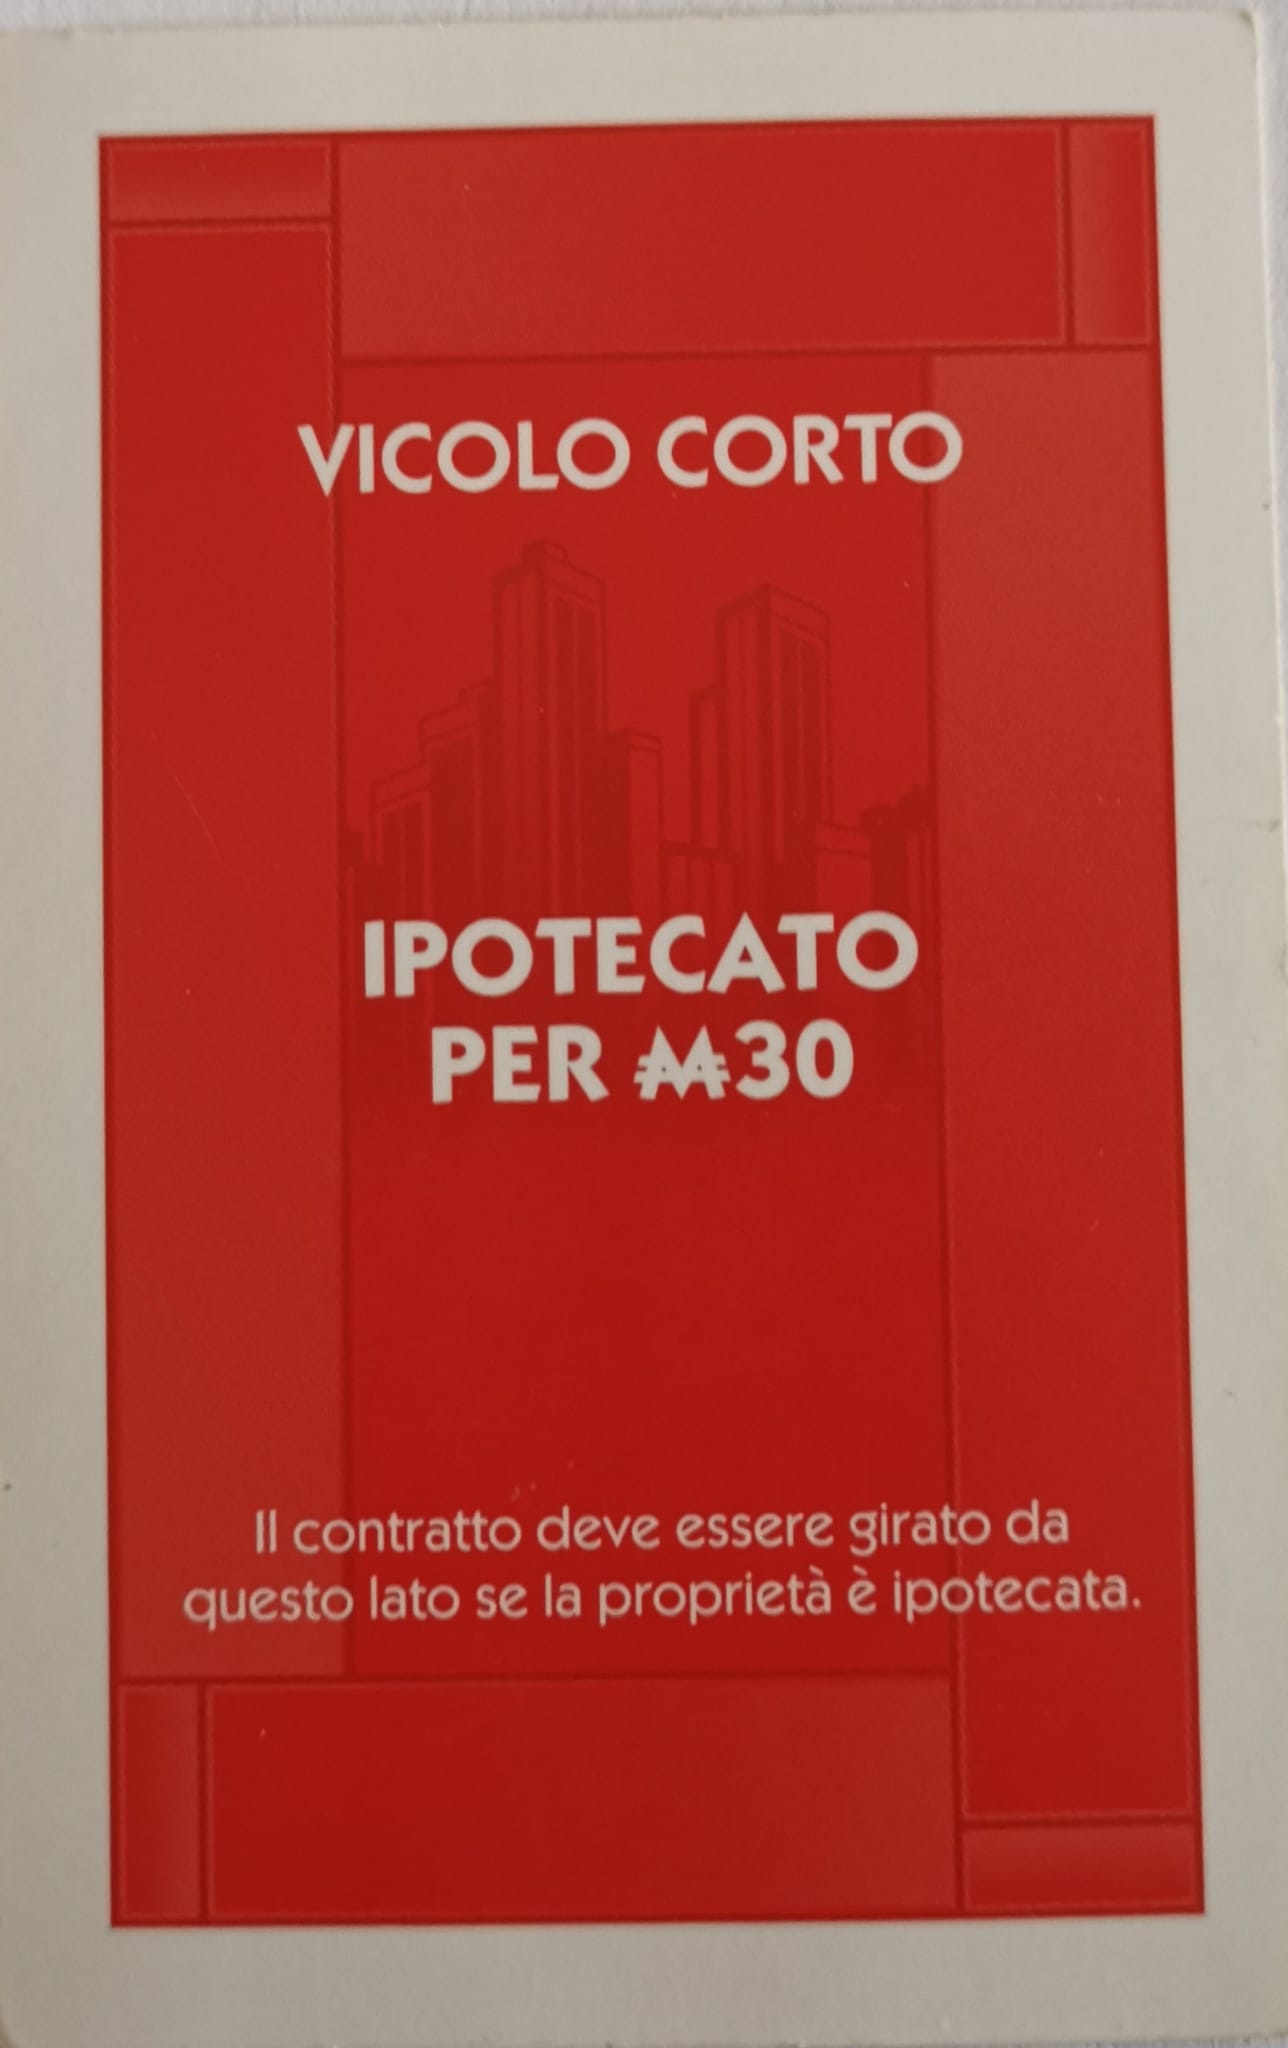 VICOLO CORTO
IPOTECATO
PER ₩30
Il contratto deve essere girato da
questo lato se la proprietà è ipotecata.